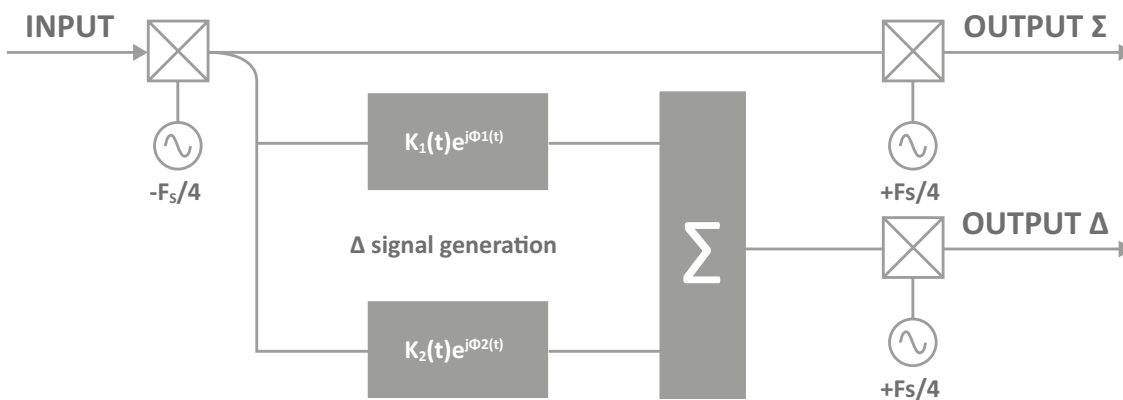 INPUT
OUTPUT Σ
K₁(t)e^jΦ1(t)
-Fₛ/4
+Fs/4
OUTPUT Δ
Δ signal generation
Σ
K₂(t)e^jΦ2(t)
+Fs/4